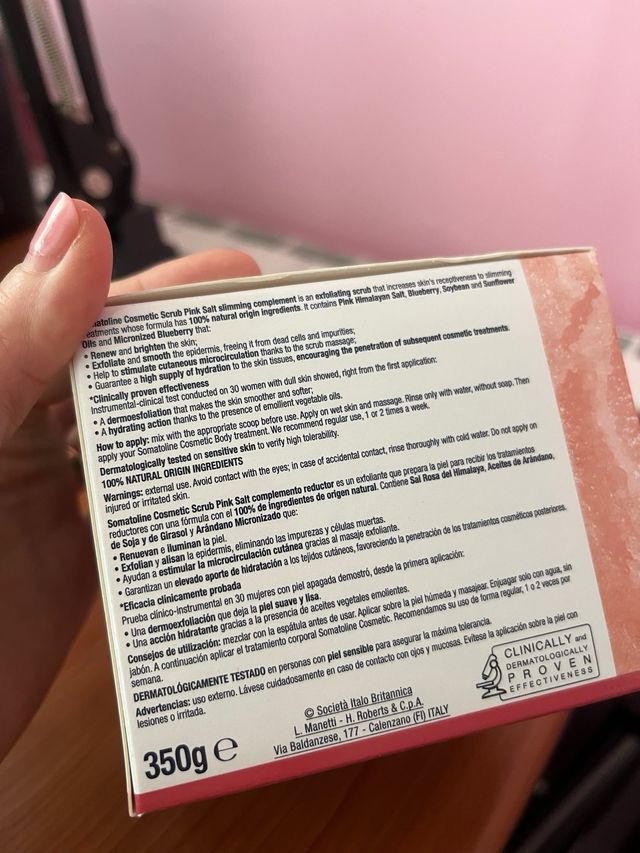 Somatoline Cosmetic Scrub Pink Salt slimming complement is an exfoliating scrub that increases skin's receptiveness to slimming
treatments whose formula has 100% natural origin ingredients. It contains Pink Himalayan Salt, Blueberry, Soybean and Sunflower
Oils and Micronized Blueberry that:
• Renew and brighten the skin;
• Exfoliate and smooth the epidermis, freeing it from dead cells and impurities;
• Help to stimulate cutaneous microcirculation thanks to the scrub massage;
• Guarantee a high supply of hydration to the skin tissues, encouraging the penetration of subsequent cosmetic treatments.
*Clinically proven effectiveness
Instrumental-clinical test conducted on 30 women with dull skin showed, right from the first application:
• A dermoesfoliation that makes the skin smoother and softer;
• A hydrating action thanks to the presence of emollient vegetable oils.
How to apply: mix with the appropriate scoop before use. Apply on wet skin and massage. Rinse only with water, without soap. Then
apply your Somatoline Cosmetic Body treatment. We recommend regular use, 1 or 2 times a week.
Dermatologically tested on sensitive skin to verify high tolerability.
100% NATURAL ORIGIN INGREDIENTS
Warnings: external use. Avoid contact with the eyes; in case of accidental contact, rinse thoroughly with cold water. Do not apply on
injured or irritated skin.
Somatoline Cosmetic Scrub Pink Salt complemento reductor es un exfoliante que prepara la piel para recibir los tratamientos
reductores con una fórmula con el 100% de ingredientes de origen natural. Contiene Sal Rosa del Himalaya, Aceites de Arándano,
de Soja y de Girasol y Arándano Micronizado que:
• Renuevan e iluminan la piel.
• Exfolian y alisan la epidermis, eliminando las impurezas y células muertas.
• Ayudan a estimular la microcirculación cutánea gracias al masaje exfoliante.
• Garantizan un elevado aporte de hidratación a los tejidos cutáneos, favoreciendo la penetración de los tratamientos cosméticos posteriores.
*Eficacia clínicamente probada
Prueba clínico-instrumental en 30 mujeres con piel apagada demostró, desde la primera aplicación:
• Una dermoexfoliación que deja la piel suave y lisa.
• Una acción hidratante gracias a la presencia de aceites vegetales emolientes.
Consejos de utilización: mezclar con la espátula antes de usar. Aplicar sobre la piel húmeda y masajear. Enjuagar solo con agua, sin
jabón. A continuación aplicar el tratamiento corporal Somatoline Cosmetic. Recomendamos su uso de forma regular, 1 o 2 veces por
semana.
DERMATOLÓGICAMENTE TESTADO en personas con piel sensible para asegurar la máxima tolerancia.
Advertencias: uso externo. Lávese cuidadosamente en caso de contacto con ojos y mucosas. Evítese la aplicación sobre la piel con
lesiones o irritada.
350g e
© Società Italo Britannica
L. Manetti - H. Roberts & C.p.A.
Via Baldanzese, 177 - Calenzano (FI) ITALY
CLINICALLY and
DERMATOLOGICALLY
PROVEN
EFFECTIVENESS